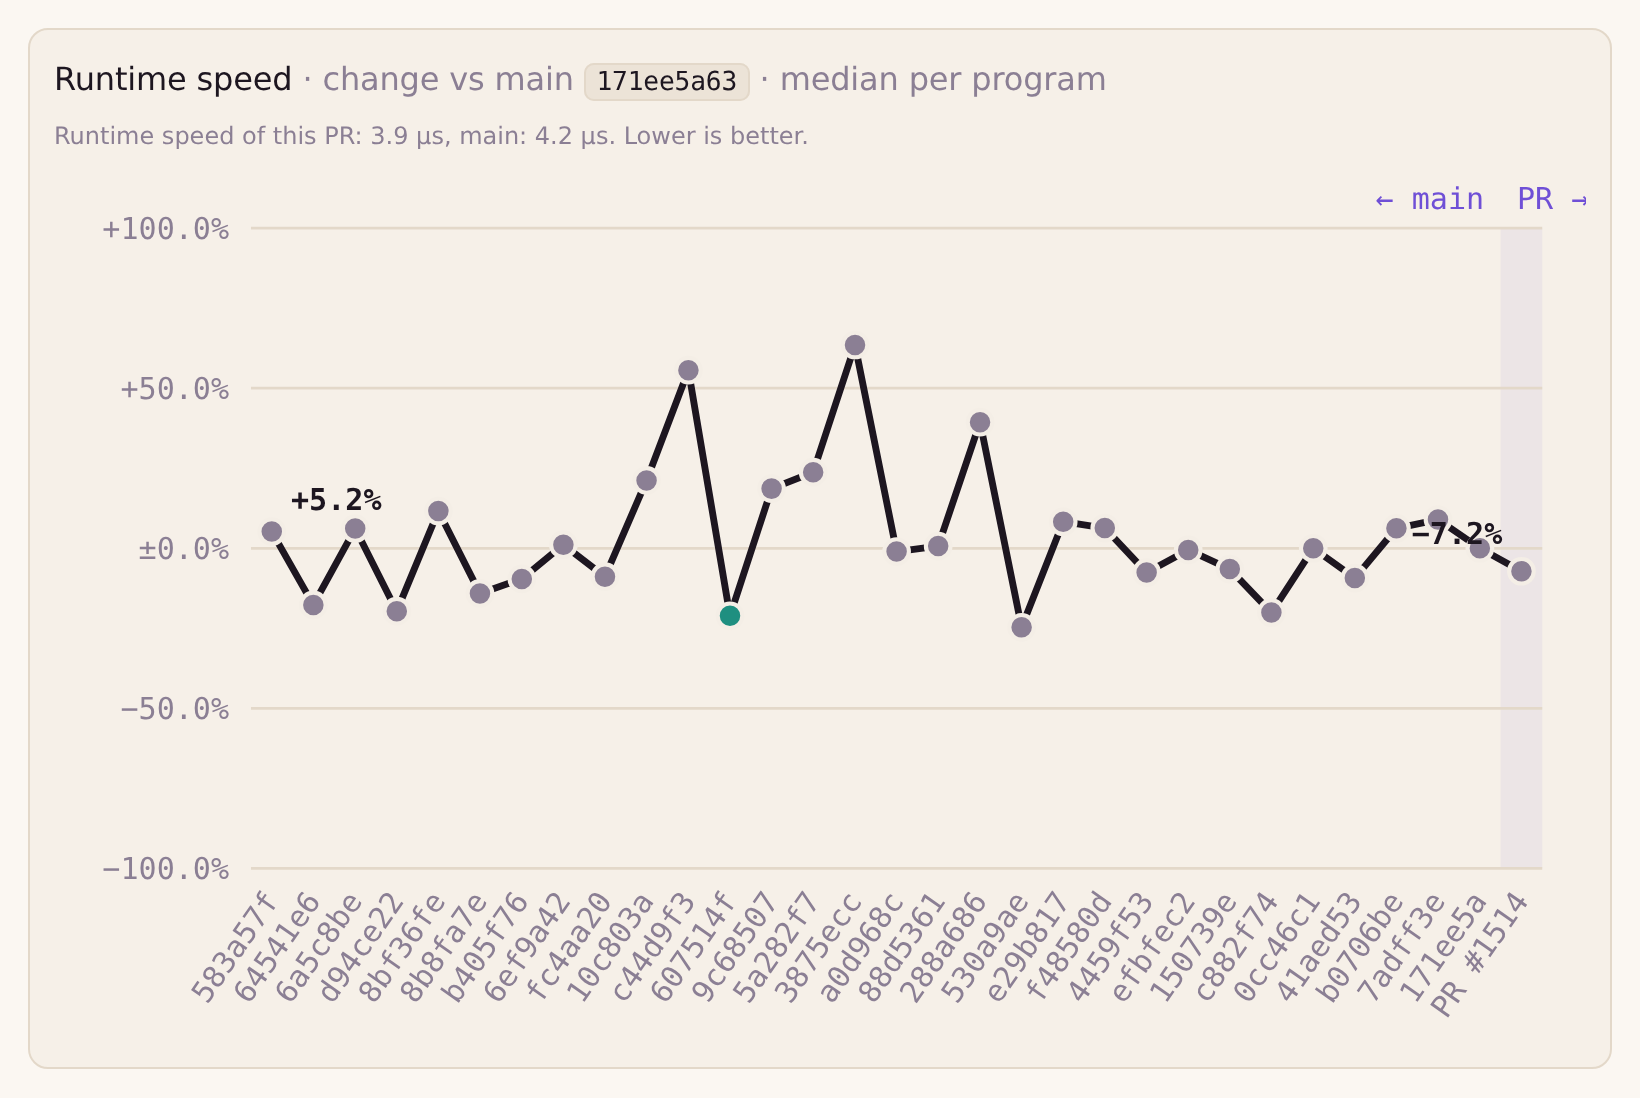 Runtime speed · change vs main 171ee5a63 · median per program
Runtime speed of this PR: 3.9 µs, main: 4.2 µs. Lower is better.
← main PR →
+100.0%
+50.0%
±0.0%
−50.0%
−100.0%
+5.2%
−7.2%
583a57f
64541e6
6a5c8be
d94ce22
8bf36fe
8b8fa7e
b405f76
6ef9a42
fc4aa20
10c803a
c44d9f3
607514f
9c68507
5a282f7
3875ecc
a0d968c
88d5361
288a686
530a9ae
e29b817
f48580d
4459f53
efbfec2
150739e
c882f74
0cc46c1
41aed53
b0706be
7adff3e
171ee5a
PR #1514